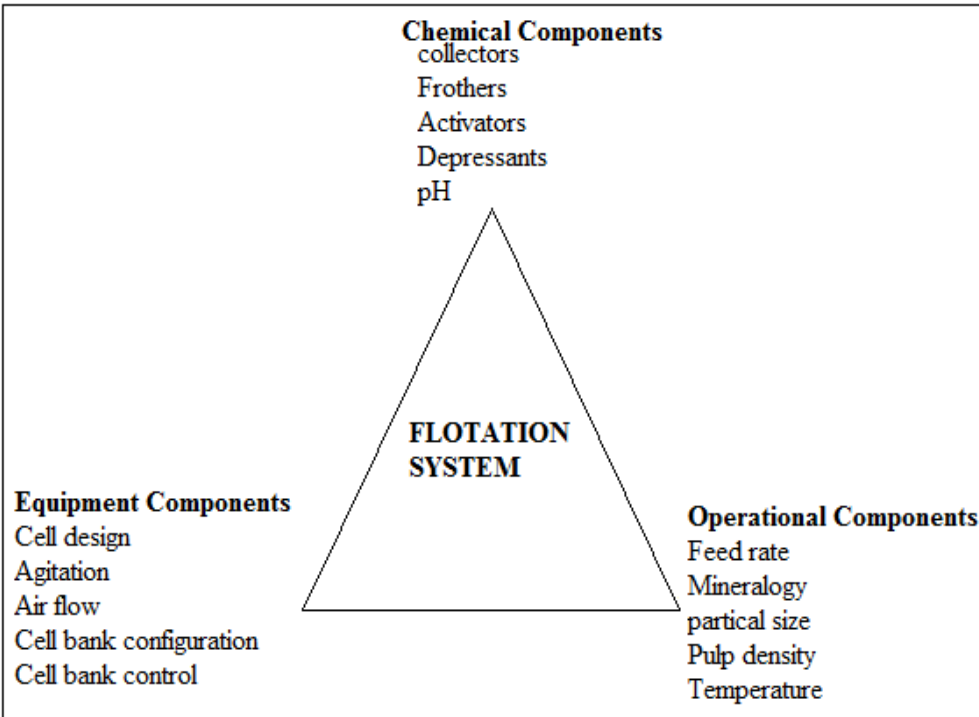 Chemical Components
collectors
Frothers
Activators
Depressants
pH
FLOTATION
SYSTEM
Equipment Components
Cell design
Agitation
Air flow
Cell bank configuration
Cell bank control
Operational Components
Feed rate
Mineralogy
partical size
Pulp density
Temperature